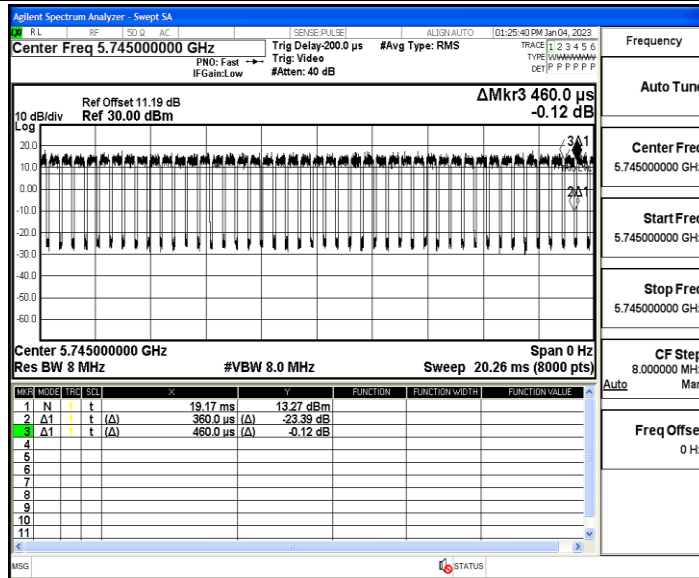 Agilent Spectrum Analyzer - Swept SA
RL RF 50 Ω AC SENSE:PULSE ALIGN AUTO 01:25:40 PM Jan 04, 2023
Center Freq 5.745000000 GHz
PNO: Fast
IFGain:Low
Trig Delay-200.0 µs
Trig: Video
#Atten: 40 dB
#Avg Type: RMS
TRACE 1 2 3 4 5 6
TYPE WWWWWW
DET P P P P P P
ΔMkr3 460.0 µs
-0.12 dB
Ref Offset 11.19 dB
10 dB/div Ref 30.00 dBm
Log
20.0
10.0
0.00
-10.0
-20.0
-30.0
-40.0
-50.0
-60.0
3Δ1
2Δ1
Center 5.745000000 GHz Span 0 Hz
Res BW 8 MHz #VBW 8.0 MHz Sweep 20.26 ms (8000 pts)
MKR MODE TRC SCL X Y FUNCTION FUNCTION WIDTH FUNCTION VALUE
1 N 1 t 19.17 ms 13.27 dBm
2 Δ1 1 t (Δ) 360.0 µs (Δ) -23.39 dB
3 Δ1 1 t (Δ) 460.0 µs (Δ) -0.12 dB
4
5
6
7
8
9
10
11
MSG STATUS
Frequency
Auto Tune
Center Freq
5.745000000 GHz
Start Freq
5.745000000 GHz
Stop Freq
5.745000000 GHz
CF Step
8.000000 MHz
Auto Man
Freq Offset
0 Hz